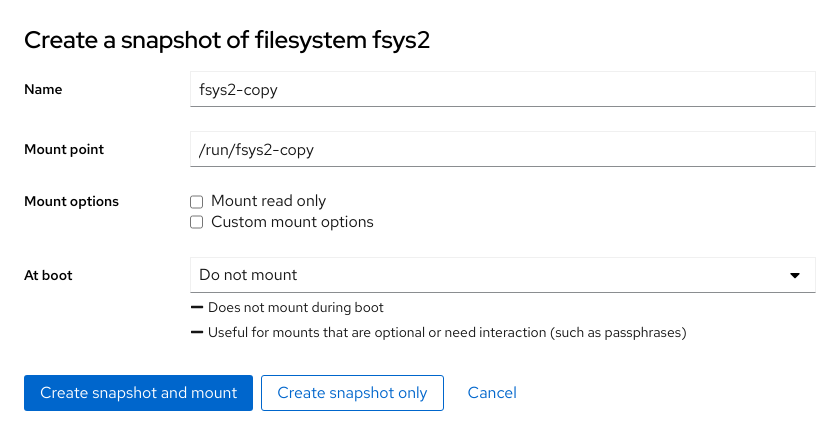 Create a snapshot of filesystem fsys2
Name
fsys2-copy
Mount point
/run/fsys2-copy
Mount options
Mount read only
Custom mount options
At boot
Do not mount
Does not mount during boot
Useful for mounts that are optional or need interaction (such as passphrases)
Create snapshot and mount
Create snapshot only
Cancel